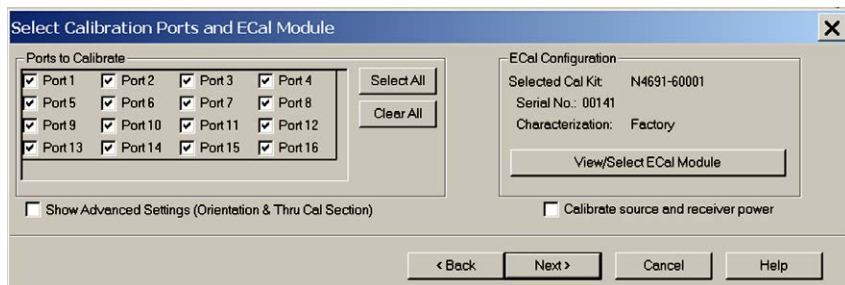 Select Calibration Ports and ECal Module
Ports to Calibrate
Port 1 Port 2 Port 3 Port 4
Port 5 Port 6 Port 7 Port 8
Port 9 Port 10 Port 11 Port 12
Port 13 Port 14 Port 15 Port 16
Select All
Clear All
Show Advanced Settings (Orientation & Thru Cal Section)
ECal Configuration
Selected Cal Kit: N4691-60001
Serial No.: 00141
Characterization: Factory
View/Select ECal Module
Calibrate source and receiver power
< Back Next > Cancel Help